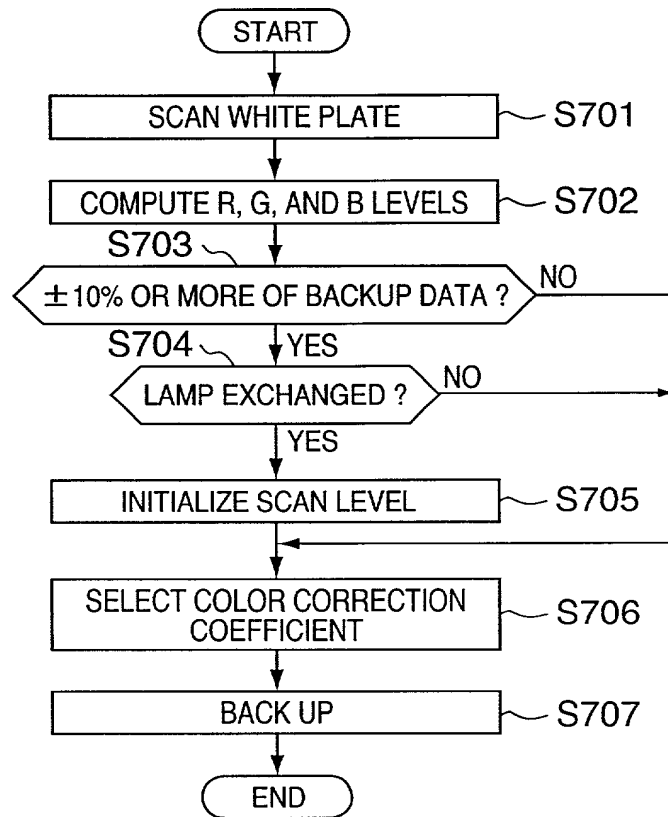 START
SCAN WHITE PLATE
S701
COMPUTE R, G, AND B LEVELS
S702
S703
±10% OR MORE OF BACKUP DATA ?
NO
YES
S704
LAMP EXCHANGED ?
NO
YES
INITIALIZE SCAN LEVEL
S705
SELECT COLOR CORRECTION
COEFFICIENT
S706
BACK UP
S707
END